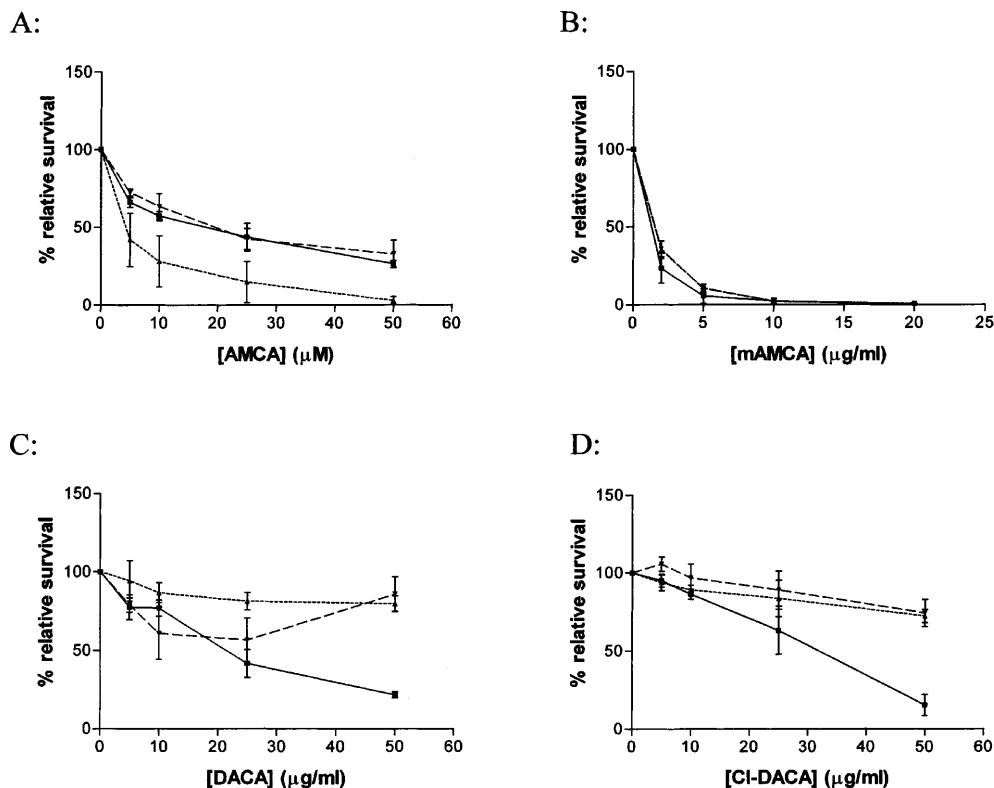 A:
150
100
50
0
% relative survival
0 10 20 30 40 50 60
[AMCA] (μM)
B:
150
100
50
0
% relative survival
0 5 10 15 20 25
[mAMCA] (μg/ml)
C:
150
100
50
0
% relative survival
0 10 20 30 40 50 60
[DACA] (μg/ml)
D:
150
100
50
0
% relative survival
0 10 20 30 40 50 60
[Cl-DACA] (μg/ml)